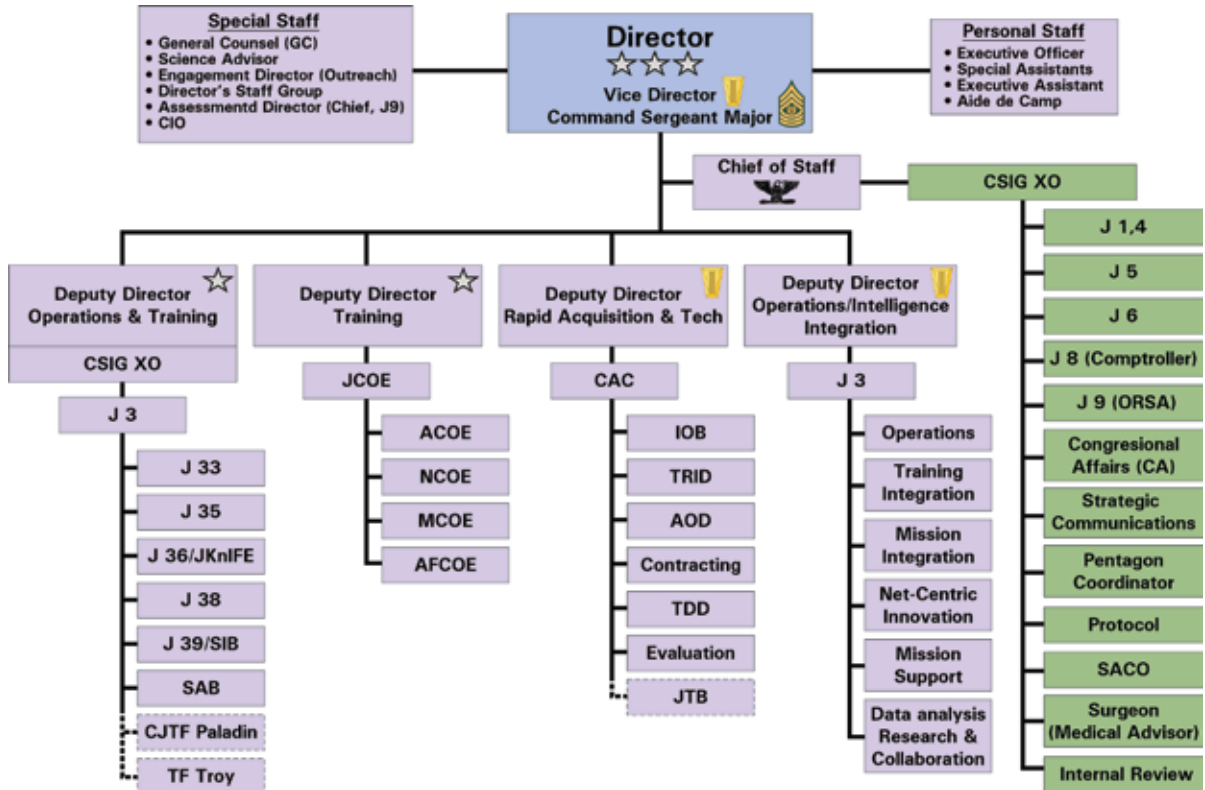 Special Staff
• General Counsel (GC)
• Science Advisor
• Engagement Director (Outreach)
• Director's Staff Group
• Assessmentd Director (Chief, J9)
• CIO
Director
Vice Director
Command Sergeant Major
Personal Staff
• Executive Officer
• Special Assistants
• Executive Assistant
• Aide de Camp
Chief of Staff
CSIG XO
J 1,4
J 5
J 6
J 8 (Comptroller)
J 9 (ORSA)
Congresional
Affairs (CA)
Strategic
Communications
Pentagon
Coordinator
Protocol
SACO
Surgeon
(Medical Advisor)
Internal Review
Deputy Director
Operations & Training
CSIG XO
J 3
J 33
J 35
J 36/JKnIFE
J 38
J 39/SIB
SAB
CJTF Paladin
TF Troy
Deputy Director
Training
JCOE
ACOE
NCOE
MCOE
AFCOE
Deputy Director
Rapid Acquisition & Tech
CAC
IOB
TRID
AOD
Contracting
TDD
Evaluation
JTB
Deputy Director
Operations/Intelligence
Integration
J 3
Operations
Training
Integration
Mission
Integration
Net-Centric
Innovation
Mission
Support
Data analysis
Research &
Collaboration